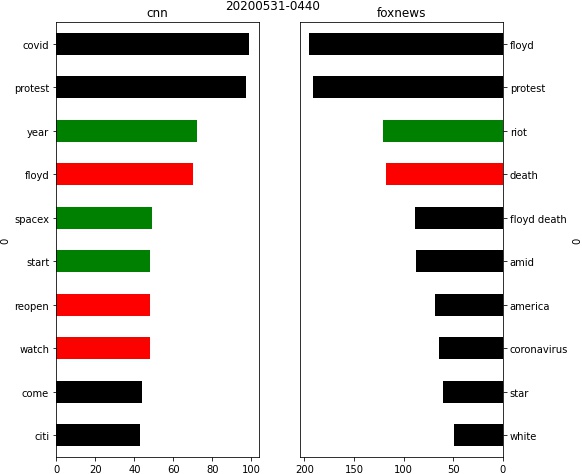 20200531-0440
cnn
foxnews
covid
protest
year
floyd
spacex
start
reopen
watch
come
citi
0
0 20 40 60 80 100
floyd
protest
riot
death
floyd death
amid
america
coronavirus
star
white
0
200 150 100 50 0